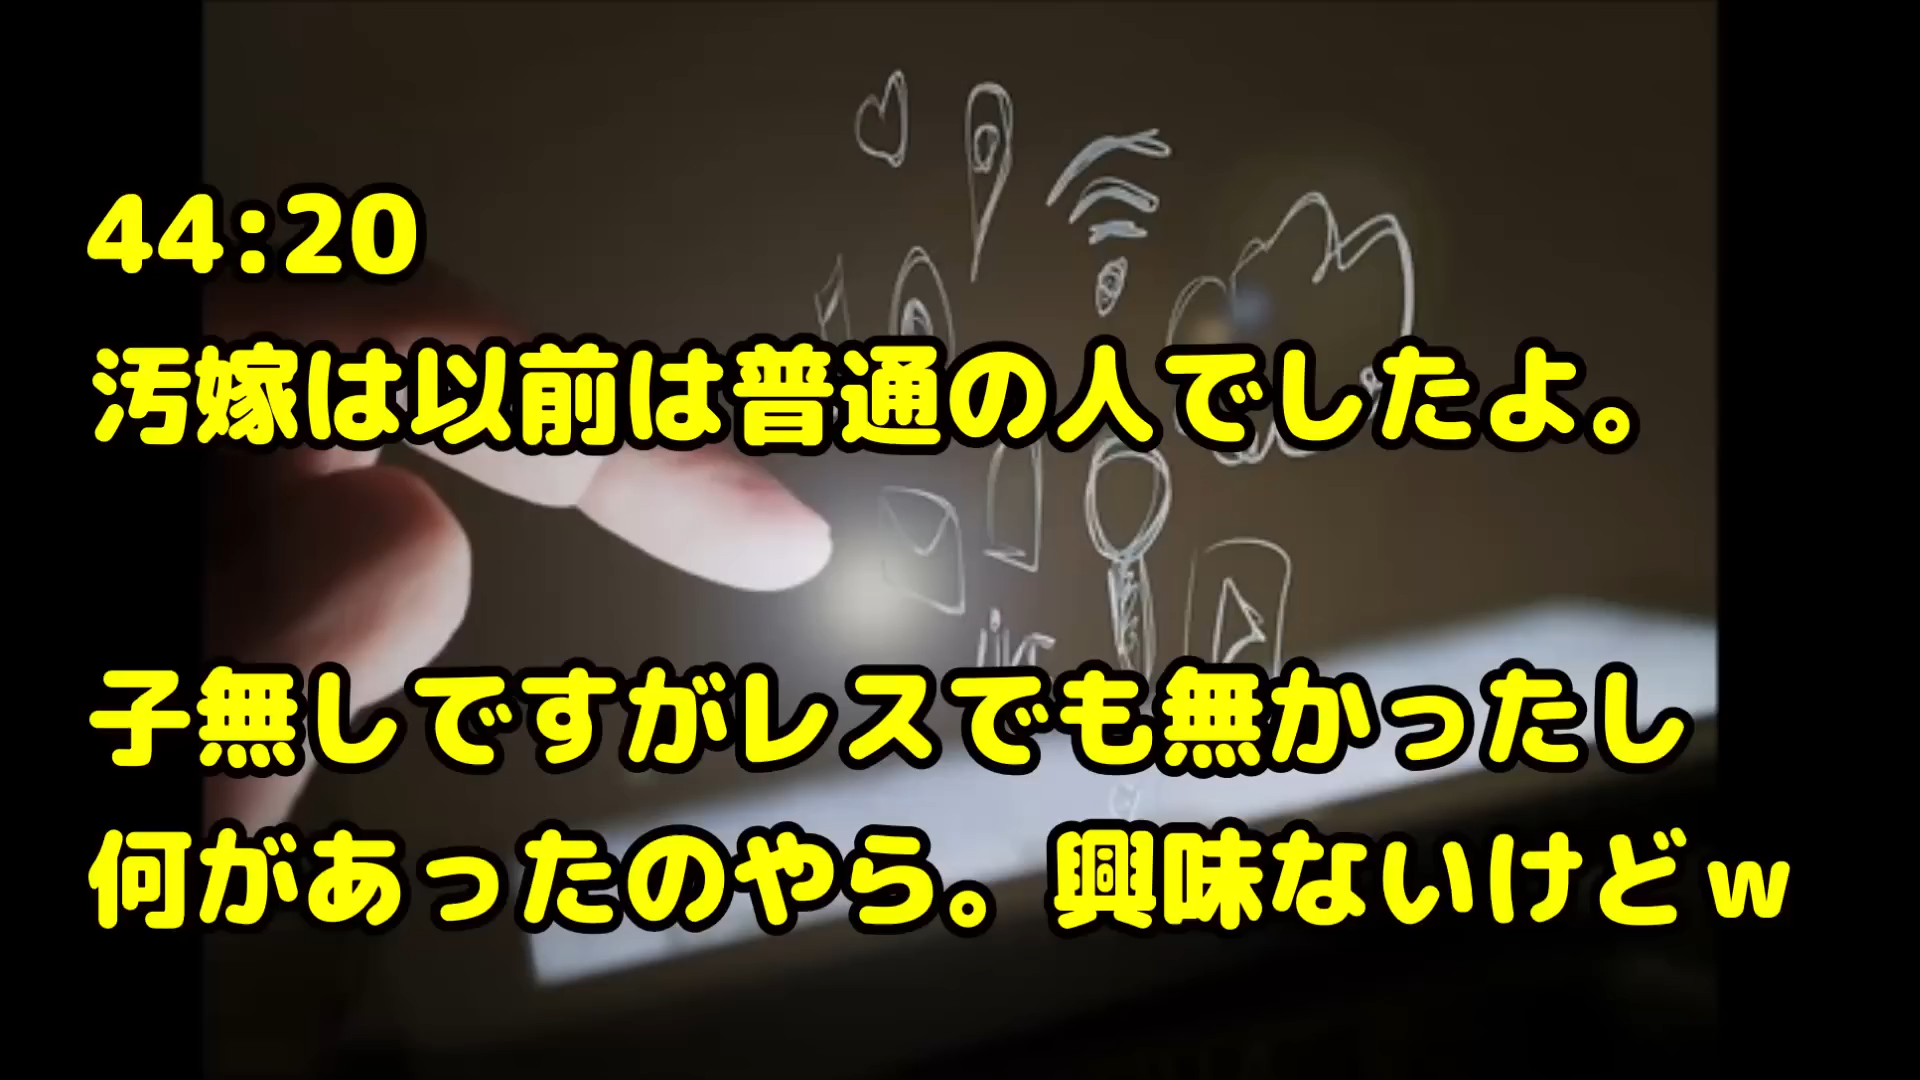 44:20
汚嫁は以前は普通の人でしたよ。
子無しですがレスでも無かったし
何があったのやら。興味ないけどｗ